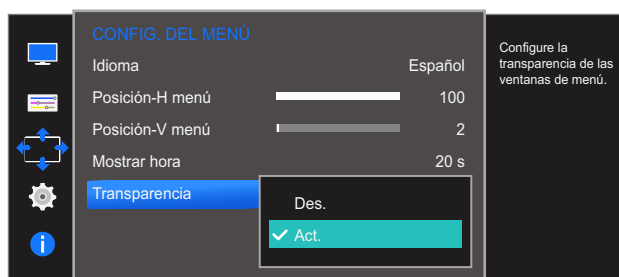 CONFIG. DEL MENÚ
Idioma Español
Posición-H menú 100
Posición-V menú 2
Mostrar hora 20 s
Transparencia
Des.
Act.
Configure la
transparencia de las
ventanas de menú.
i